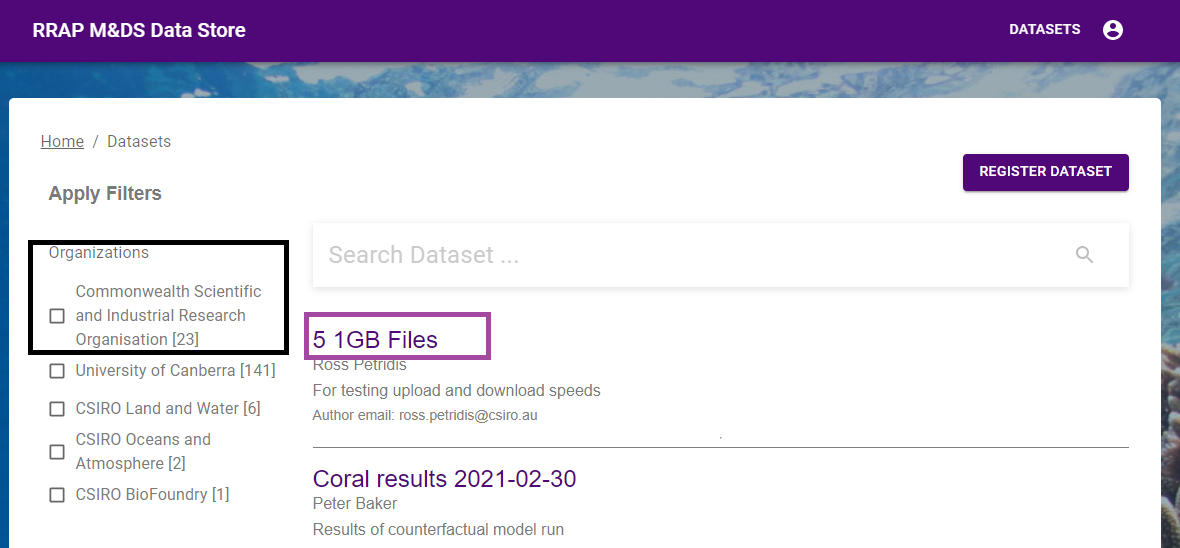 RRAP M&DS Data Store
DATASETS
Home / Datasets
REGISTER DATASET
Apply Filters
Organizations
Commonwealth Scientific
and Industrial Research
Organisation [23]
University of Canberra [141]
CSIRO Land and Water [6]
CSIRO Oceans and
Atmosphere [2]
CSIRO BioFoundry [1]
Search Dataset ...
5 1GB Files
Ross Petridis
For testing upload and download speeds
Author email: ross.petridis@csiro.au
Coral results 2021-02-30
Peter Baker
Results of counterfactual model run